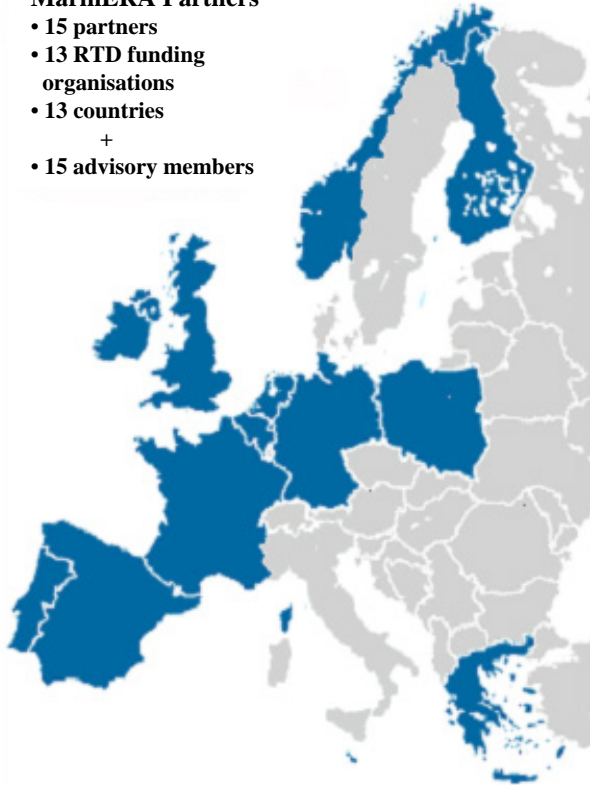 MarinERA Partners
• 15 partners
• 13 RTD funding
organisations
• 13 countries
+
• 15 advisory members